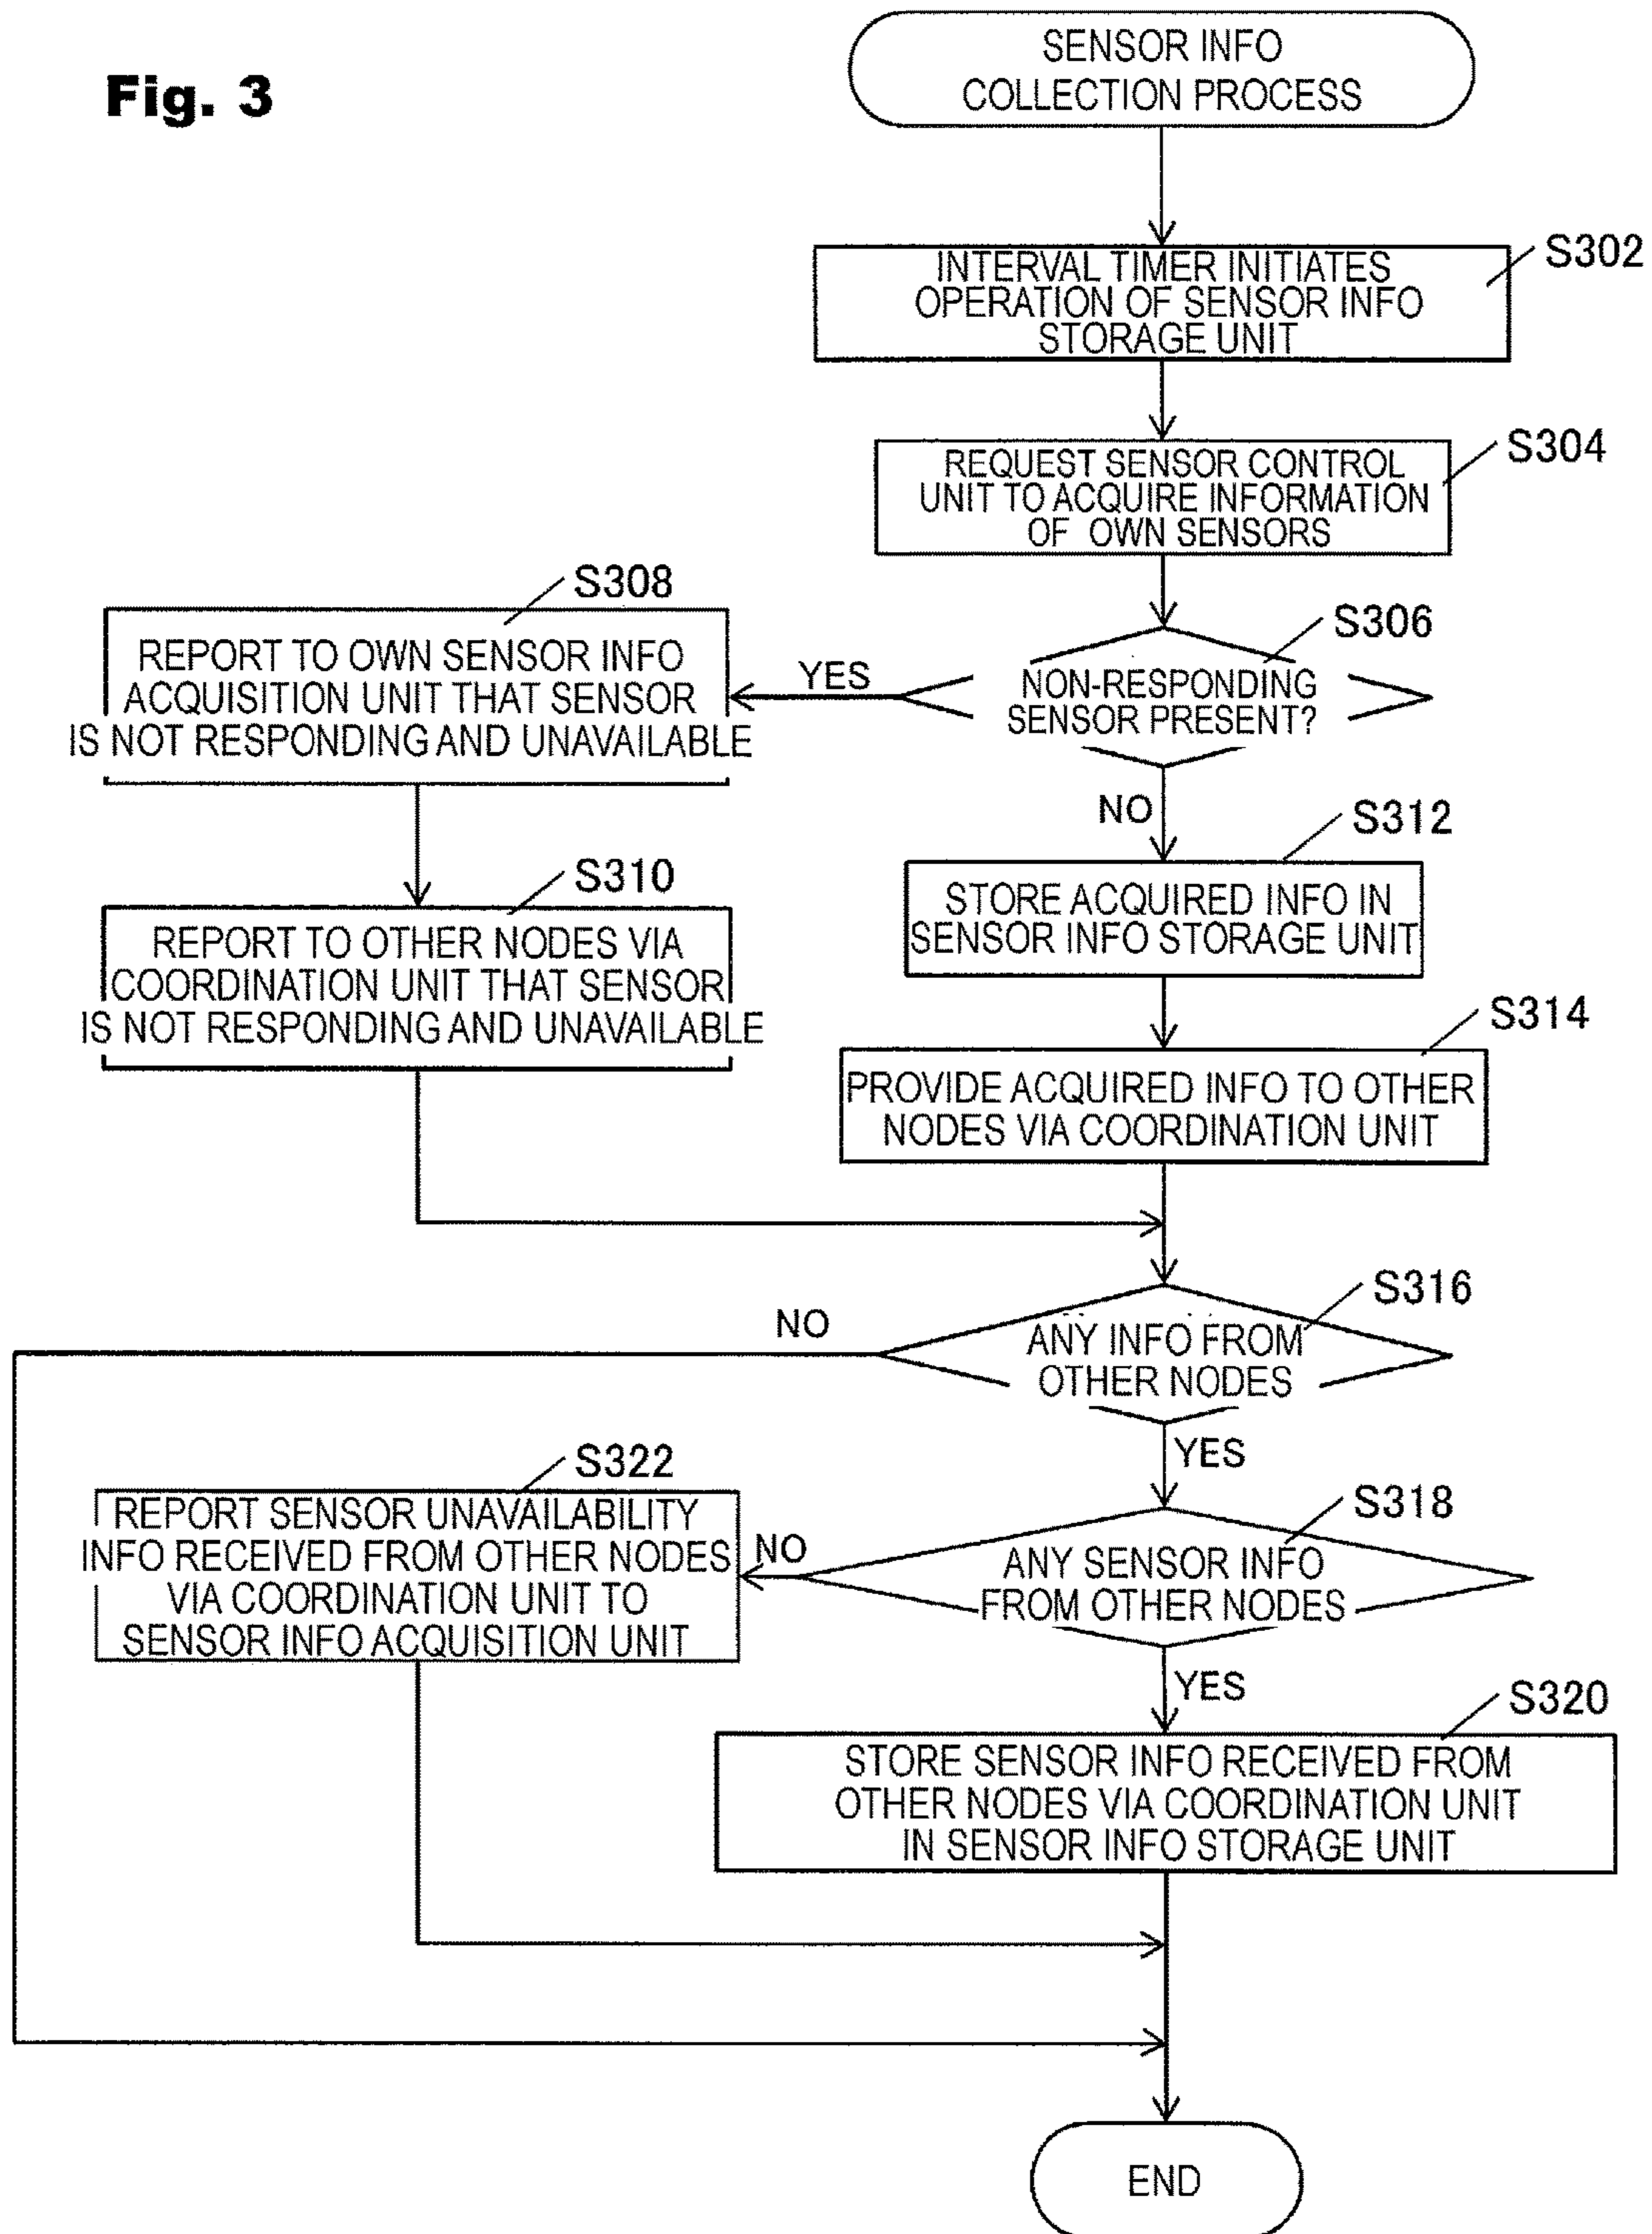 Fig. 3
SENSOR INFO
COLLECTION PROCESS
S302
INTERVAL TIMER INITIATES
OPERATION OF SENSOR INFO
STORAGE UNIT
S304
REQUEST SENSOR CONTROL
UNIT TO ACQUIRE INFORMATION
OF OWN SENSORS
S306
NON-RESPONDING
SENSOR PRESENT?
YES
S308
REPORT TO OWN SENSOR INFO
ACQUISITION UNIT THAT SENSOR
IS NOT RESPONDING AND UNAVAILABLE
S310
REPORT TO OTHER NODES VIA
COORDINATION UNIT THAT SENSOR
IS NOT RESPONDING AND UNAVAILABLE
NO
S312
STORE ACQUIRED INFO IN
SENSOR INFO STORAGE UNIT
S314
PROVIDE ACQUIRED INFO TO OTHER
NODES VIA COORDINATION UNIT
S316
ANY INFO FROM
OTHER NODES
NO
YES
S318
ANY SENSOR INFO
FROM OTHER NODES
NO
S322
REPORT SENSOR UNAVAILABILITY
INFO RECEIVED FROM OTHER NODES
VIA COORDINATION UNIT TO
SENSOR INFO ACQUISITION UNIT
YES
S320
STORE SENSOR INFO RECEIVED FROM
OTHER NODES VIA COORDINATION UNIT
IN SENSOR INFO STORAGE UNIT
END